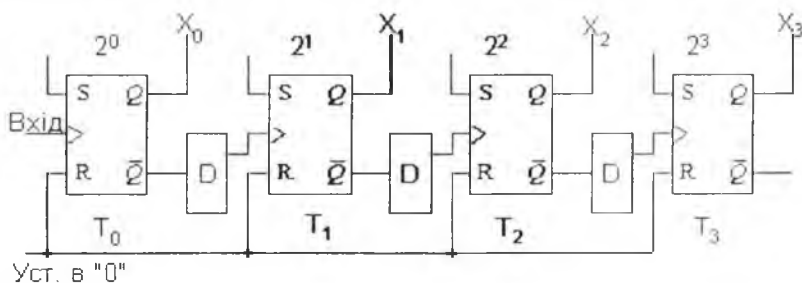 X₀ X₁ X₂ X₃
2⁰ 2¹ 2² 2³
S Q S Q S Q S Q
Вхід
R Q̅ D R Q̅ D R Q̅ D R Q̅
T₀ T₁ T₂ T₃
Уст. в "0"